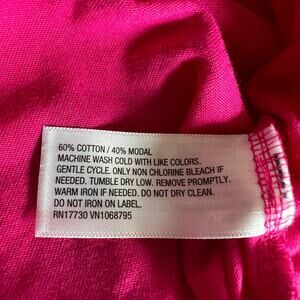 60% COTTON / 40% MODAL
MACHINE WASH COLD WITH LIKE COLORS.
GENTLE CYCLE. ONLY NON CHLORINE BLEACH IF
NEEDED. TUMBLE DRY LOW. REMOVE PROMPTLY.
WARM IRON IF NEEDED. DO NOT DRY CLEAN.
DO NOT IRON ON LABEL.
RN17730 VN1068795